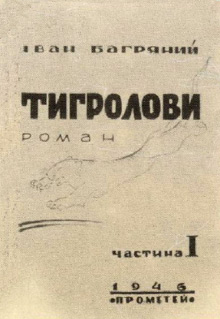 ІВАН БАГРЯНИЙ
ТИГРОЛОВИ
РОМАН
ЧАСТИНА I
1946
«ПРОМЕТЕЙ»